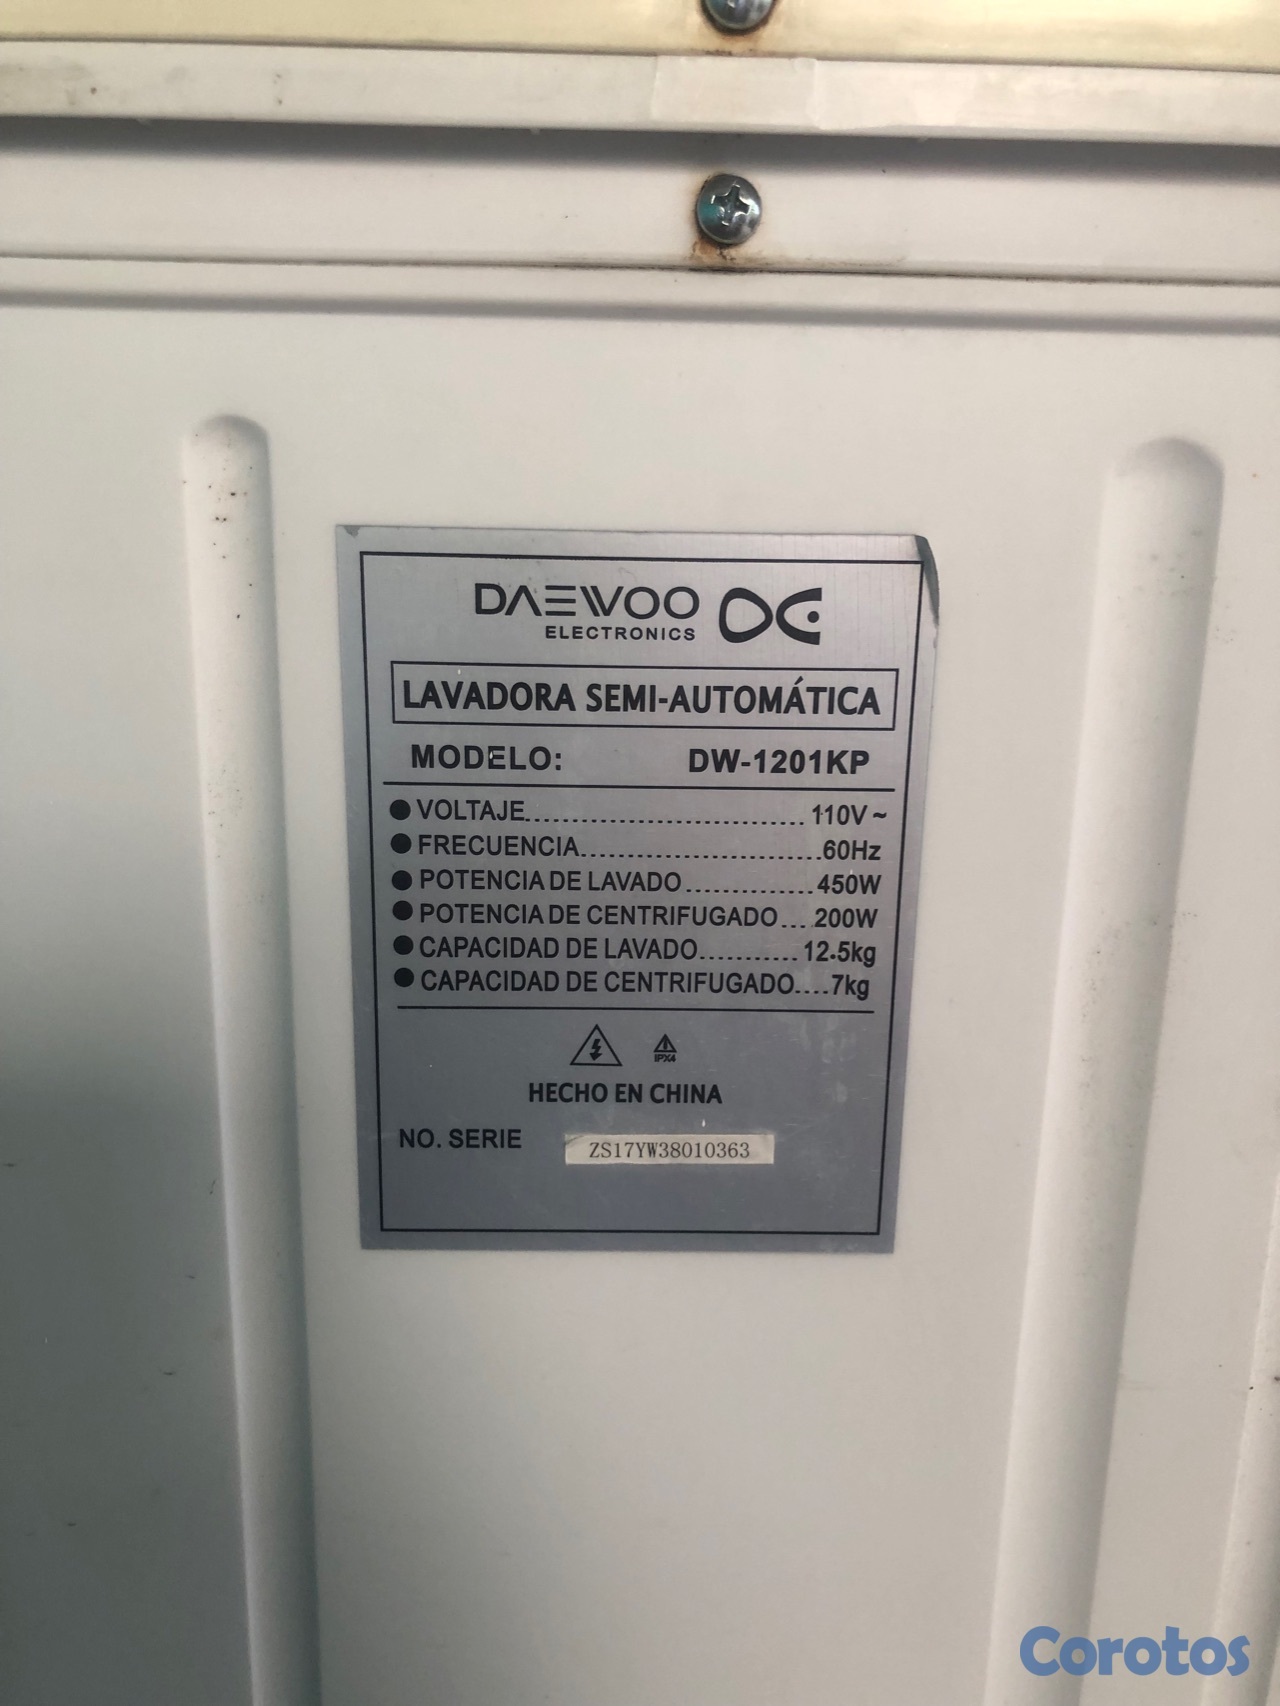 DAEWOO
ELECTRONICS
LAVADORA SEMI-AUTOMÁTICA
MODELO: DW-1201KP
● VOLTAJE............................ 110V~
● FRECUENCIA........................60Hz
● POTENCIA DE LAVADO.............450W
● POTENCIA DE CENTRIFUGADO... 200W
● CAPACIDAD DE LAVADO.......... 12.5kg
● CAPACIDAD DE CENTRIFUGADO....7kg
IPX4
HECHO EN CHINA
NO. SERIE ZS17YW38010363
Corotos